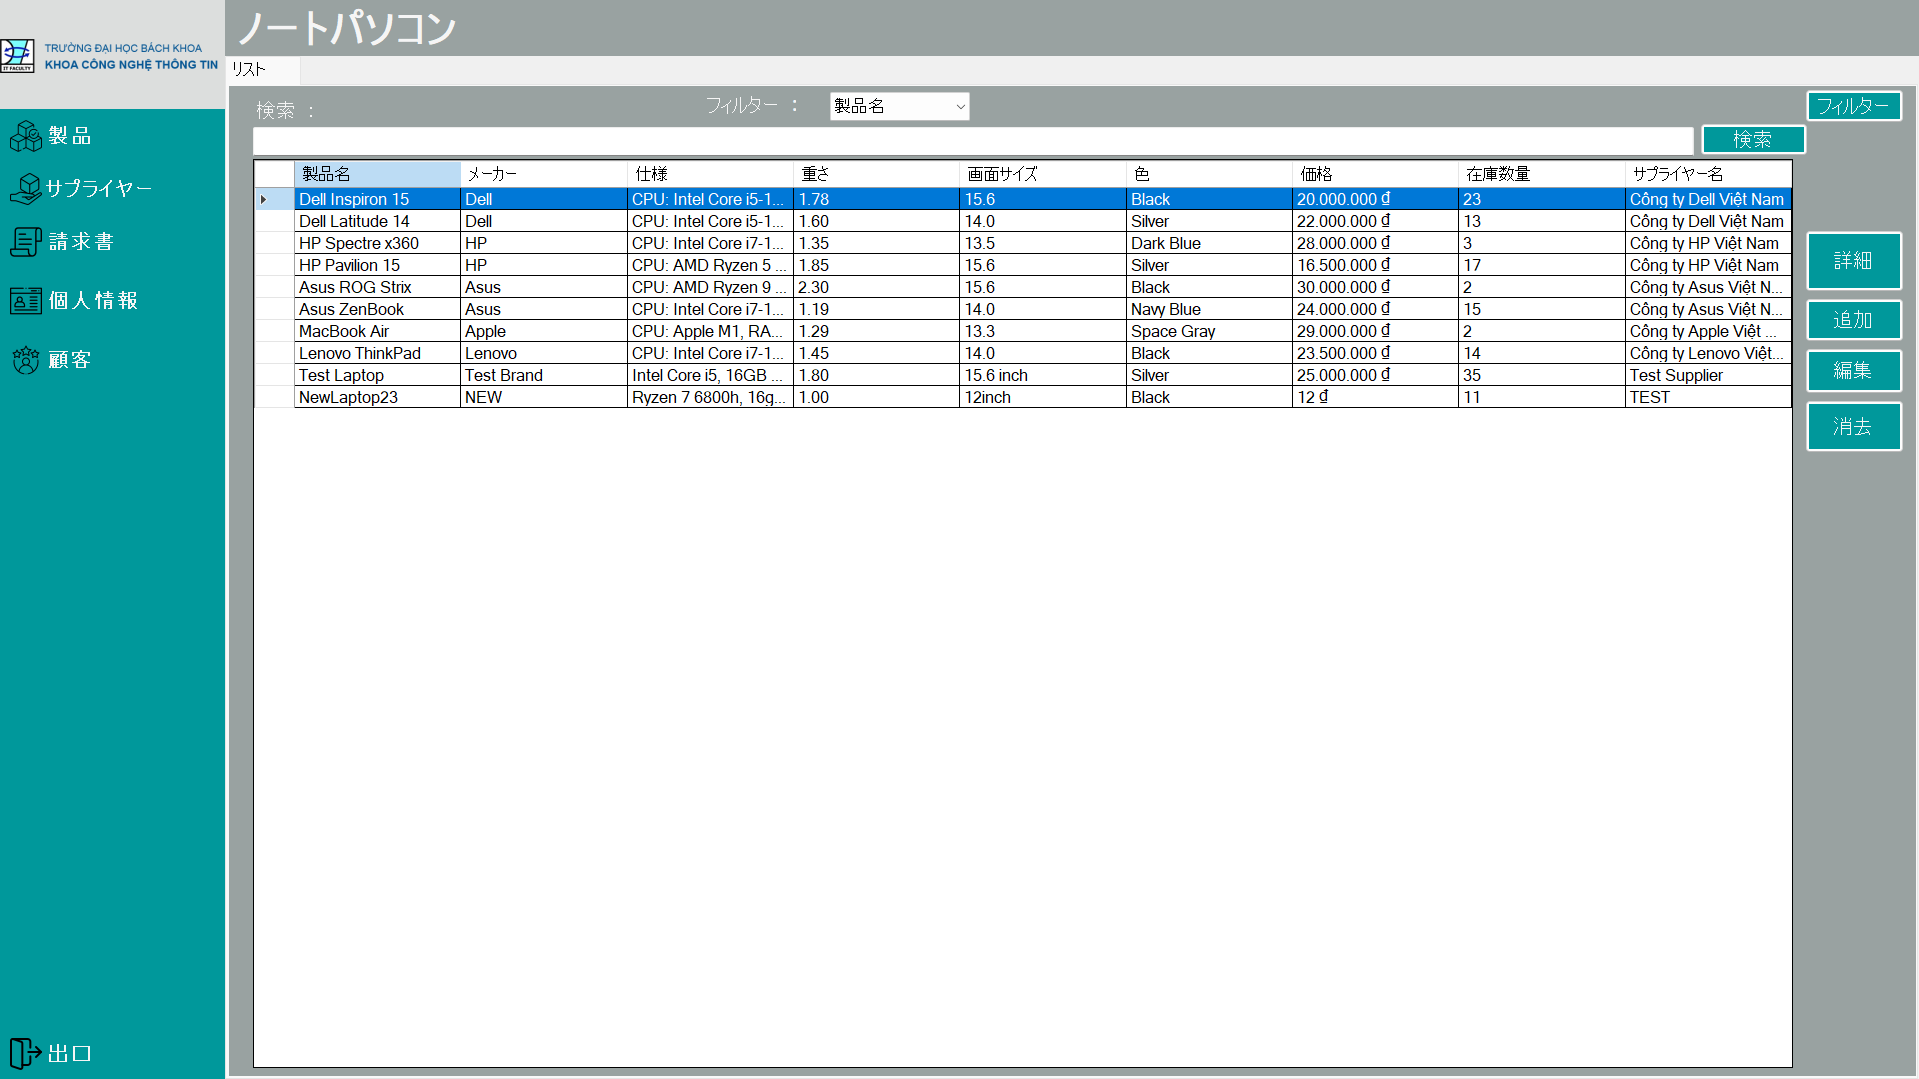 TRƯỜNG ĐẠI HỌC BÁCH KHOA
KHOA CÔNG NGHỆ THÔNG TIN
IT FACULTY
製品
サプライヤー
請求書
個人情報
顧客
出口
ノートパソコン
リスト
検索 :
フィルター :
製品名
フィルター
検索
製品名 メーカー 仕様 重さ 画面サイズ 色 価格 在庫数量 サプライヤー名
Dell Inspiron 15 Dell CPU: Intel Core i5-1... 1.78 15.6 Black 20.000.000 ₫ 23 Công ty Dell Việt Nam
Dell Latitude 14 Dell CPU: Intel Core i5-1... 1.60 14.0 Silver 22.000.000 ₫ 13 Công ty Dell Việt Nam
HP Spectre x360 HP CPU: Intel Core i7-1... 1.35 13.5 Dark Blue 28.000.000 ₫ 3 Công ty HP Việt Nam
HP Pavilion 15 HP CPU: AMD Ryzen 5 ... 1.85 15.6 Silver 16.500.000 ₫ 17 Công ty HP Việt Nam
Asus ROG Strix Asus CPU: AMD Ryzen 9 ... 2.30 15.6 Black 30.000.000 ₫ 2 Công ty Asus Việt N...
Asus ZenBook Asus CPU: Intel Core i7-1... 1.19 14.0 Navy Blue 24.000.000 ₫ 15 Công ty Asus Việt N...
MacBook Air Apple CPU: Apple M1, RA... 1.29 13.3 Space Gray 29.000.000 ₫ 2 Công ty Apple Việt ...
Lenovo ThinkPad Lenovo CPU: Intel Core i7-1... 1.45 14.0 Black 23.500.000 ₫ 14 Công ty Lenovo Việt...
Test Laptop Test Brand Intel Core i5, 16GB ... 1.80 15.6 inch Silver 25.000.000 ₫ 35 Test Supplier
NewLaptop23 NEW Ryzen 7 6800h, 16g... 1.00 12inch Black 12 ₫ 11 TEST
詳細
追加
編集
消去